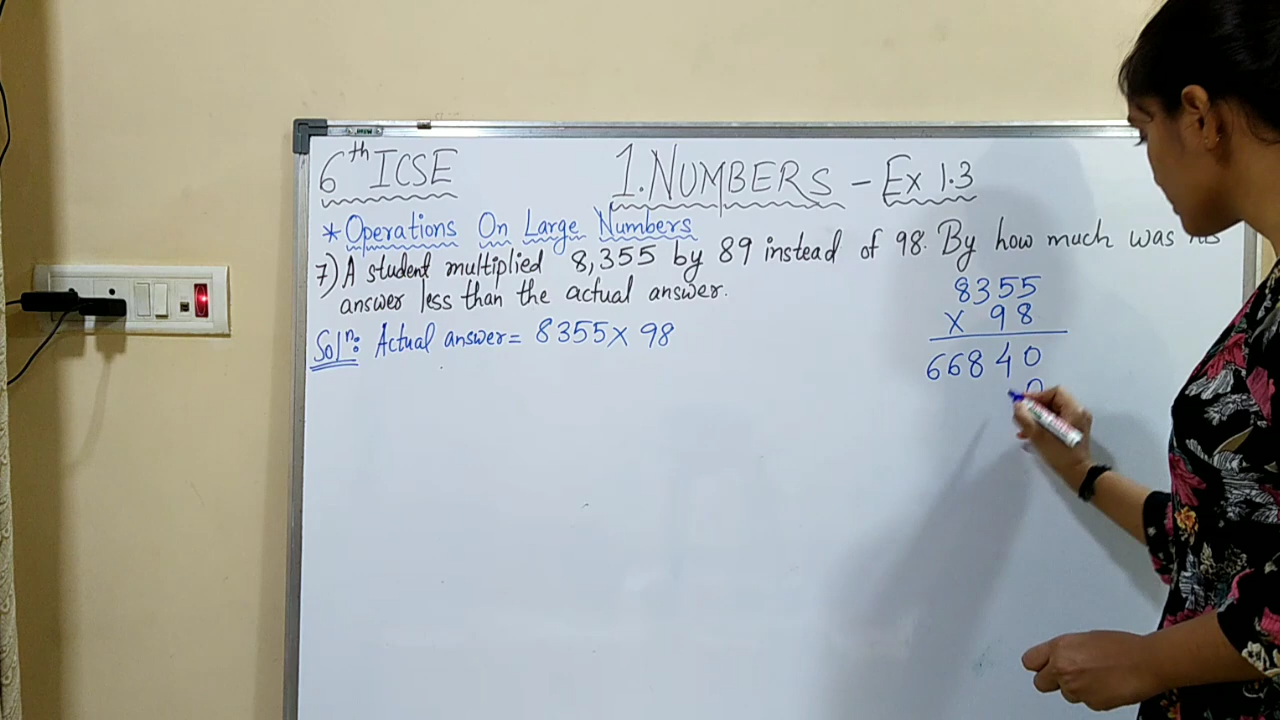 6th ICSE 1. NUMBERS - Ex 1.3
* Operations On Large Numbers
7) A student multiplied 8,355 by 89 instead of 98. By how much was
answer less than the actual answer.
Soln: Actual answer = 8355 X 98
8355
X 98
66840
0